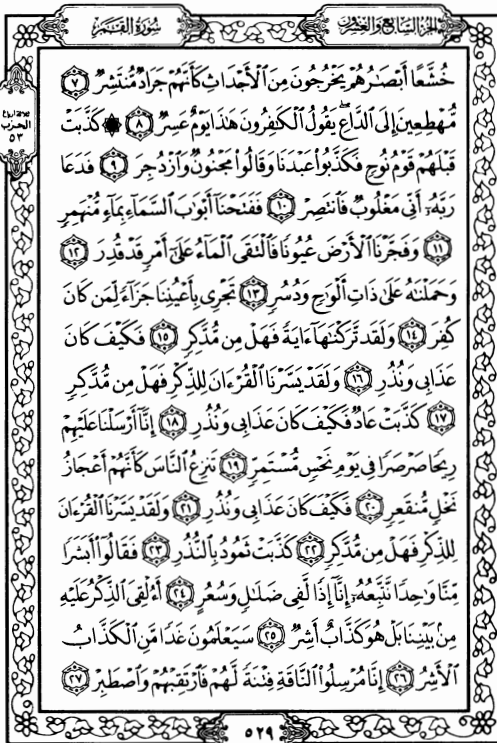 الجزء السابع والعشرون
سورة القمر
ثلاثة أرباع
الحزب
٥٣
خُشَّعًا أَبْصَٰرُهُمْ يَخْرُجُونَ مِنَ ٱلْأَجْدَاثِ كَأَنَّهُمْ جَرَادٌ مُّنتَشِرٌ ٧
مُّهْطِعِينَ إِلَى ٱلدَّاعِ يَقُولُ ٱلْكَٰفِرُونَ هَٰذَا يَوْمٌ عَسِرٌ ٨ ۞ كَذَّبَتْ
قَبْلَهُمْ قَوْمُ نُوحٍ فَكَذَّبُوا۟ عَبْدَنَا وَقَالُوا۟ مَجْنُونٌ وَٱزْدُجِرَ ٩ فَدَعَا
رَبَّهُۥٓ أَنِّى مَغْلُوبٌ فَٱنتَصِرْ ١٠ فَفَتَحْنَآ أَبْوَٰبَ ٱلسَّمَآءِ بِمَآءٍ مُّنْهَمِرٍ
١١ وَفَجَّرْنَا ٱلْأَرْضَ عُيُونًا فَٱلْتَقَى ٱلْمَآءُ عَلَىٰٓ أَمْرٍ قَدْ قُدِرَ ١٢
وَحَمَلْنَٰهُ عَلَىٰ ذَاتِ أَلْوَٰحٍ وَدُسُرٍ ١٣ تَجْرِى بِأَعْيُنِنَا جَزَآءً لِّمَن كَانَ
كُفِرَ ١٤ وَلَقَد تَّرَكْنَٰهَآ ءَايَةً فَهَلْ مِن مُّدَّكِرٍ ١٥ فَكَيْفَ كَانَ
عَذَابِى وَنُذُرِ ١٦ وَلَقَدْ يَسَّرْنَا ٱلْقُرْءَانَ لِلذِّكْرِ فَهَلْ مِن مُّدَّكِرٍ
١٧ كَذَّبَتْ عَادٌ فَكَيْفَ كَانَ عَذَابِى وَنُذُرِ ١٨ إِنَّآ أَرْسَلْنَا عَلَيْهِمْ
رِيحًا صَرْصَرًا فِى يَوْمِ نَحْسٍ مُّسْتَمِرٍّ ١٩ تَنزِعُ ٱلنَّاسَ كَأَنَّهُمْ أَعْجَازُ
نَخْلٍ مُّنقَعِرٍ ٢٠ فَكَيْفَ كَانَ عَذَابِى وَنُذُرِ ٢١ وَلَقَدْ يَسَّرْنَا ٱلْقُرْءَانَ
لِلذِّكْرِ فَهَلْ مِن مُّدَّكِرٍ ٢٢ كَذَّبَتْ ثَمُودُ بِٱلنُّذُرِ ٢٣ فَقَالُوٓا۟ أَبَشَرًا
مِّنَّا وَٰحِدًا نَّتَّبِعُهُۥٓ إِنَّآ إِذًا لَّفِى ضَلَٰلٍ وَسُعُرٍ ٢٤ أَءُلْقِىَ ٱلذِّكْرُ عَلَيْهِ
مِنۢ بَيْنِنَا بَلْ هُوَ كَذَّابٌ أَشِرٌ ٢٥ سَيَعْلَمُونَ غَدًا مَّنِ ٱلْكَذَّابُ
ٱلْأَشِرُ ٢٦ إِنَّا مُرْسِلُوا۟ ٱلنَّاقَةِ فِتْنَةً لَّهُمْ فَٱرْتَقِبْهُمْ وَٱصْطَبِرْ ٢٧
٥٢٩